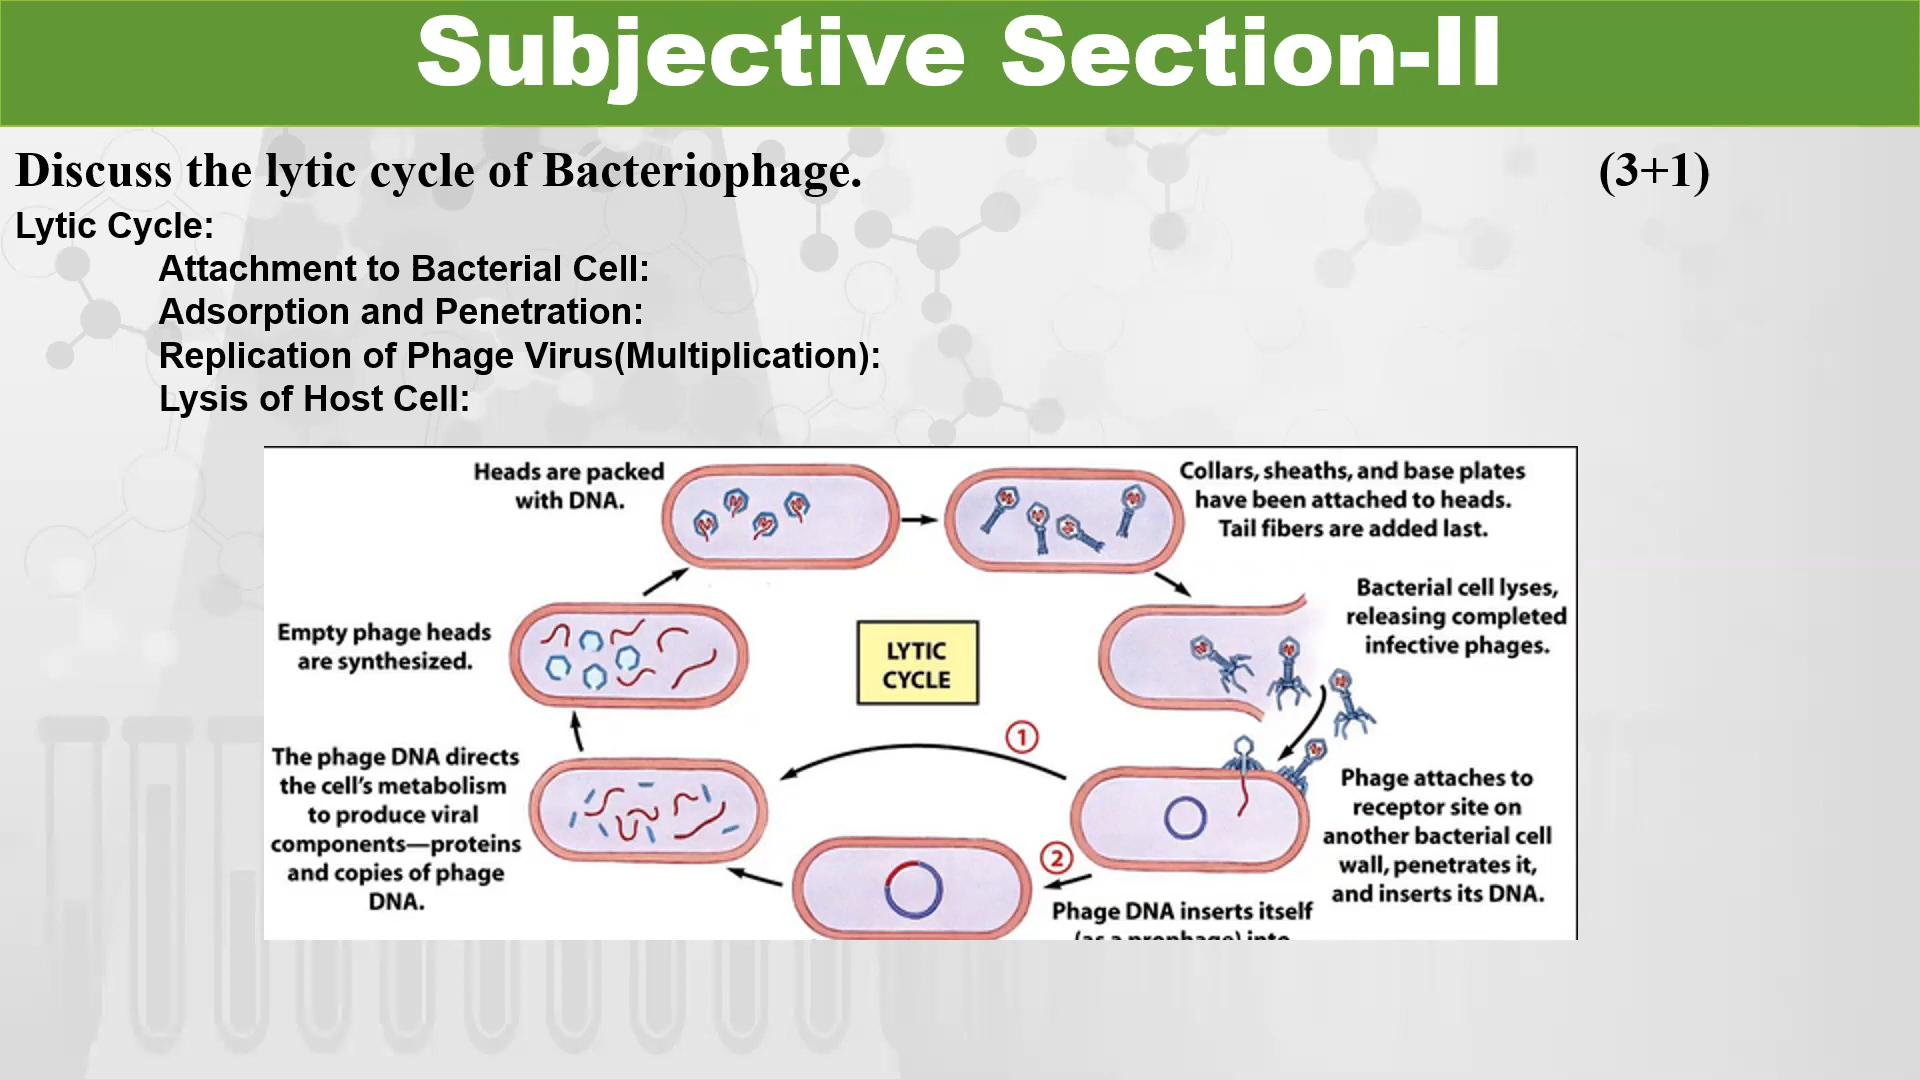 Subjective Section-II
Discuss the lytic cycle of Bacteriophage. (3+1)
Lytic Cycle:
Attachment to Bacterial Cell:
Adsorption and Penetration:
Replication of Phage Virus(Multiplication):
Lysis of Host Cell:
Heads are packed
with DNA.
Collars, sheaths, and base plates
have been attached to heads.
Tail fibers are added last.
Bacterial cell lyses,
releasing completed
infective phages.
Empty phage heads
are synthesized.
LYTIC
CYCLE
1
The phage DNA directs
the cell's metabolism
to produce viral
components—proteins
and copies of phage
DNA.
Phage attaches to
receptor site on
another bacterial cell
wall, penetrates it,
and inserts its DNA.
2
Phage DNA inserts itself
(as a prophage) into